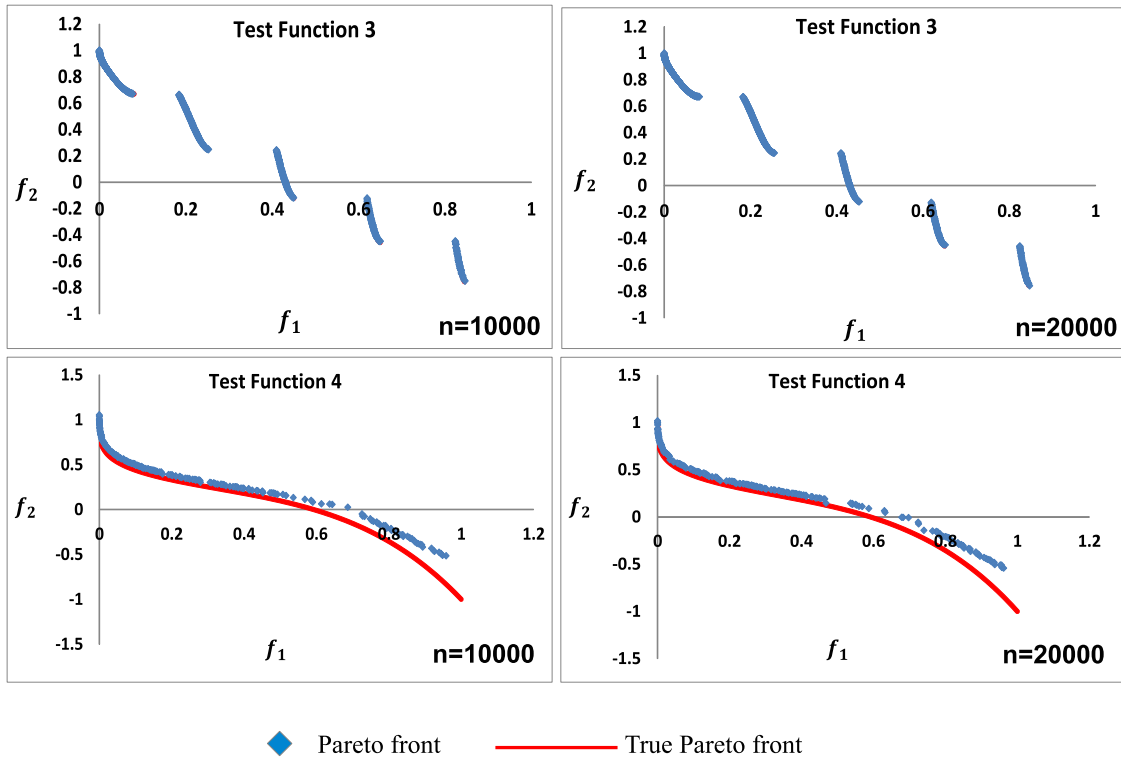 Test Function 3
1.2
1
0.8
0.6
0.4
0.2
0
-0.2
-0.4
-0.6
-0.8
-1
f2
0 0.2 0.4 0.6 0.8 1
f1
n=10000
Test Function 3
1.2
1
0.8
0.6
0.4
0.2
0
-0.2
-0.4
-0.6
-0.8
-1
f2
0 0.2 0.4 0.6 0.8 1
f1
n=20000
Test Function 4
1.5
1
0.5
0
-0.5
-1
-1.5
f2
0 0.2 0.4 0.6 0.8 1 1.2
f1
n=10000
Test Function 4
1.5
1
0.5
0
-0.5
-1
-1.5
f2
0 0.2 0.4 0.6 0.8 1 1.2
f1
n=20000
Pareto front True Pareto front